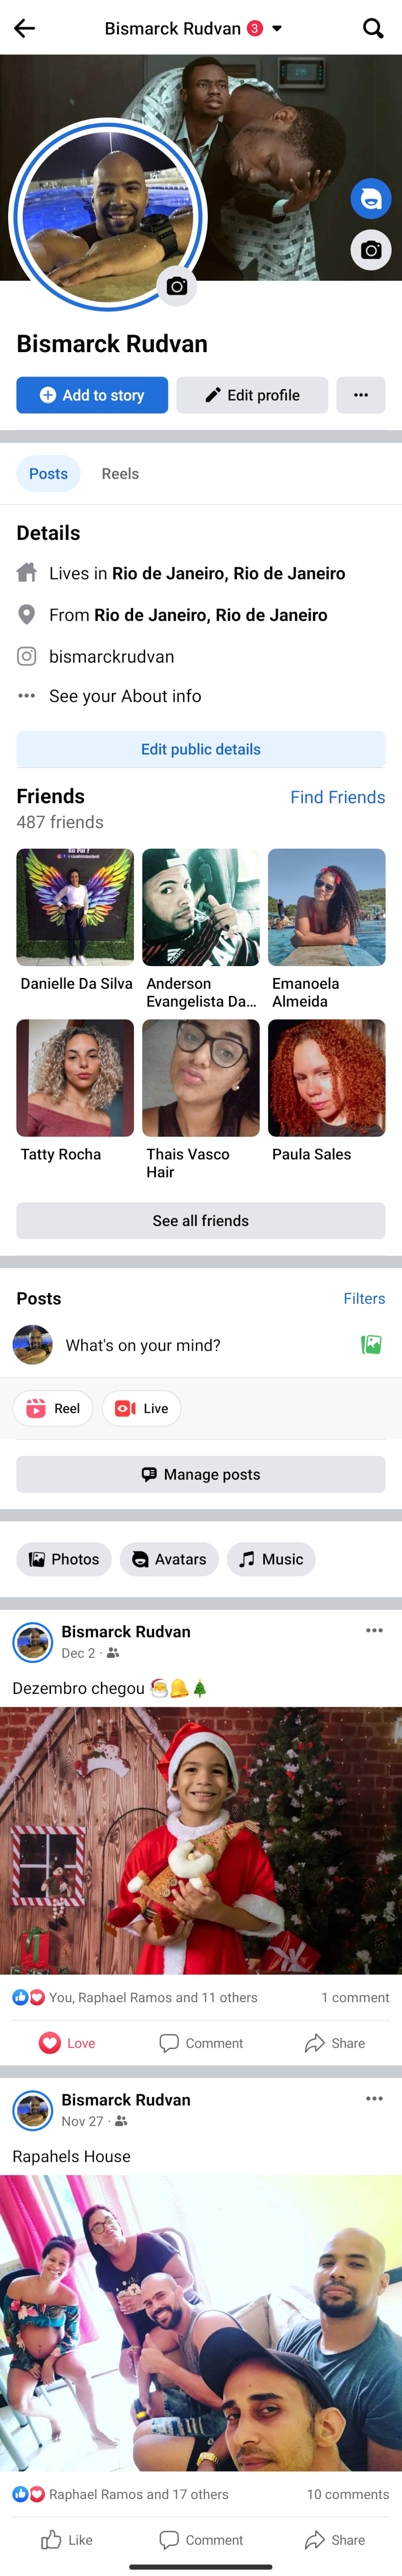 Bismarck Rudvan 3
Bismarck Rudvan
Add to story
Edit profile
Posts
Reels
Details
Lives in Rio de Janeiro, Rio de Janeiro
From Rio de Janeiro, Rio de Janeiro
bismarckrudvan
See your About info
Edit public details
Friends
Find Friends
487 friends
Danielle Da Silva
Anderson
Evangelista Da...
Emanoela
Almeida
Tatty Rocha
Thais Vasco
Hair
Paula Sales
See all friends
Posts
Filters
What's on your mind?
Reel
Live
Manage posts
Photos
Avatars
Music
Bismarck Rudvan
Dec 2 ·
Dezembro chegou 🎅🔔🎄
You, Raphael Ramos and 11 others
1 comment
Love
Comment
Share
Bismarck Rudvan
Nov 27 ·
Rapahels House
Raphael Ramos and 17 others
10 comments
Like
Comment
Share